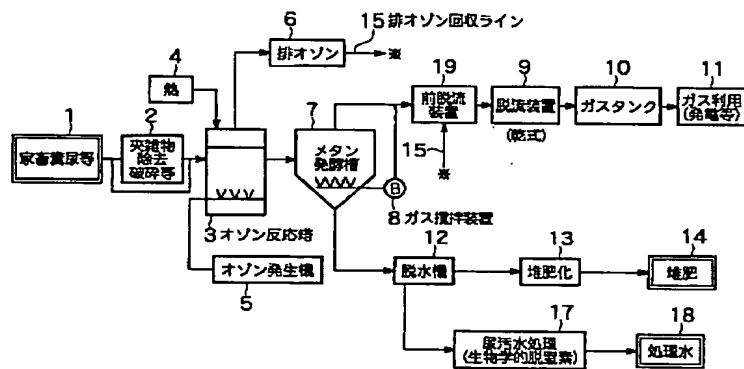 6
排オゾン
15 排オゾン回収ライン
※
4
熱
1
家畜糞尿等
2
夾雑物
除去
破砕等
3 オゾン反応塔
オゾン発生機
5
7
メタン
発酵槽
B
8 ガス撹拌装置
19
前脱流
装置
15
※
9
脱流装置
(乾式)
10
ガスタンク
11
ガス利用
(発電等)
12
脱水機
13
堆肥化
14
堆肥
17
尿汚水処理
(生物学的脱窒素)
18
処理水